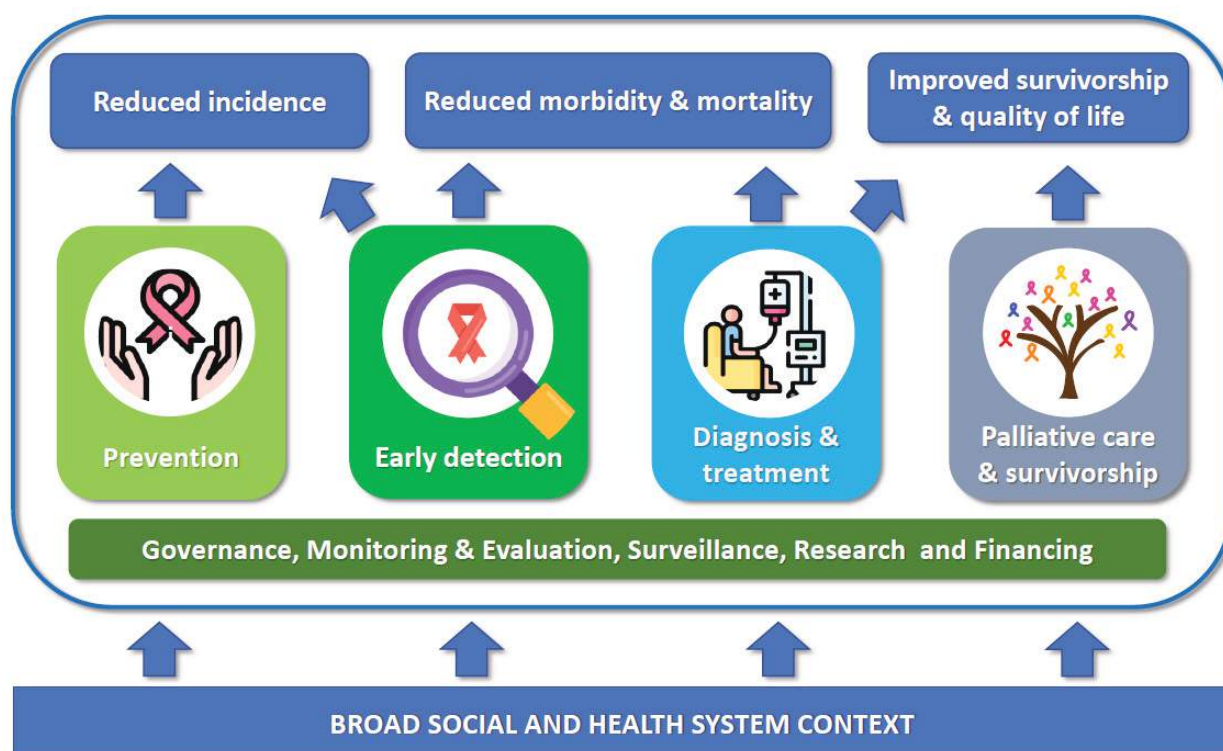 Reduced incidence
Reduced morbidity & mortality
Improved survivorship
& quality of life
Prevention
Early detection
Diagnosis &
treatment
Palliative care
& survivorship
Governance, Monitoring & Evaluation, Surveillance, Research and Financing
BROAD SOCIAL AND HEALTH SYSTEM CONTEXT